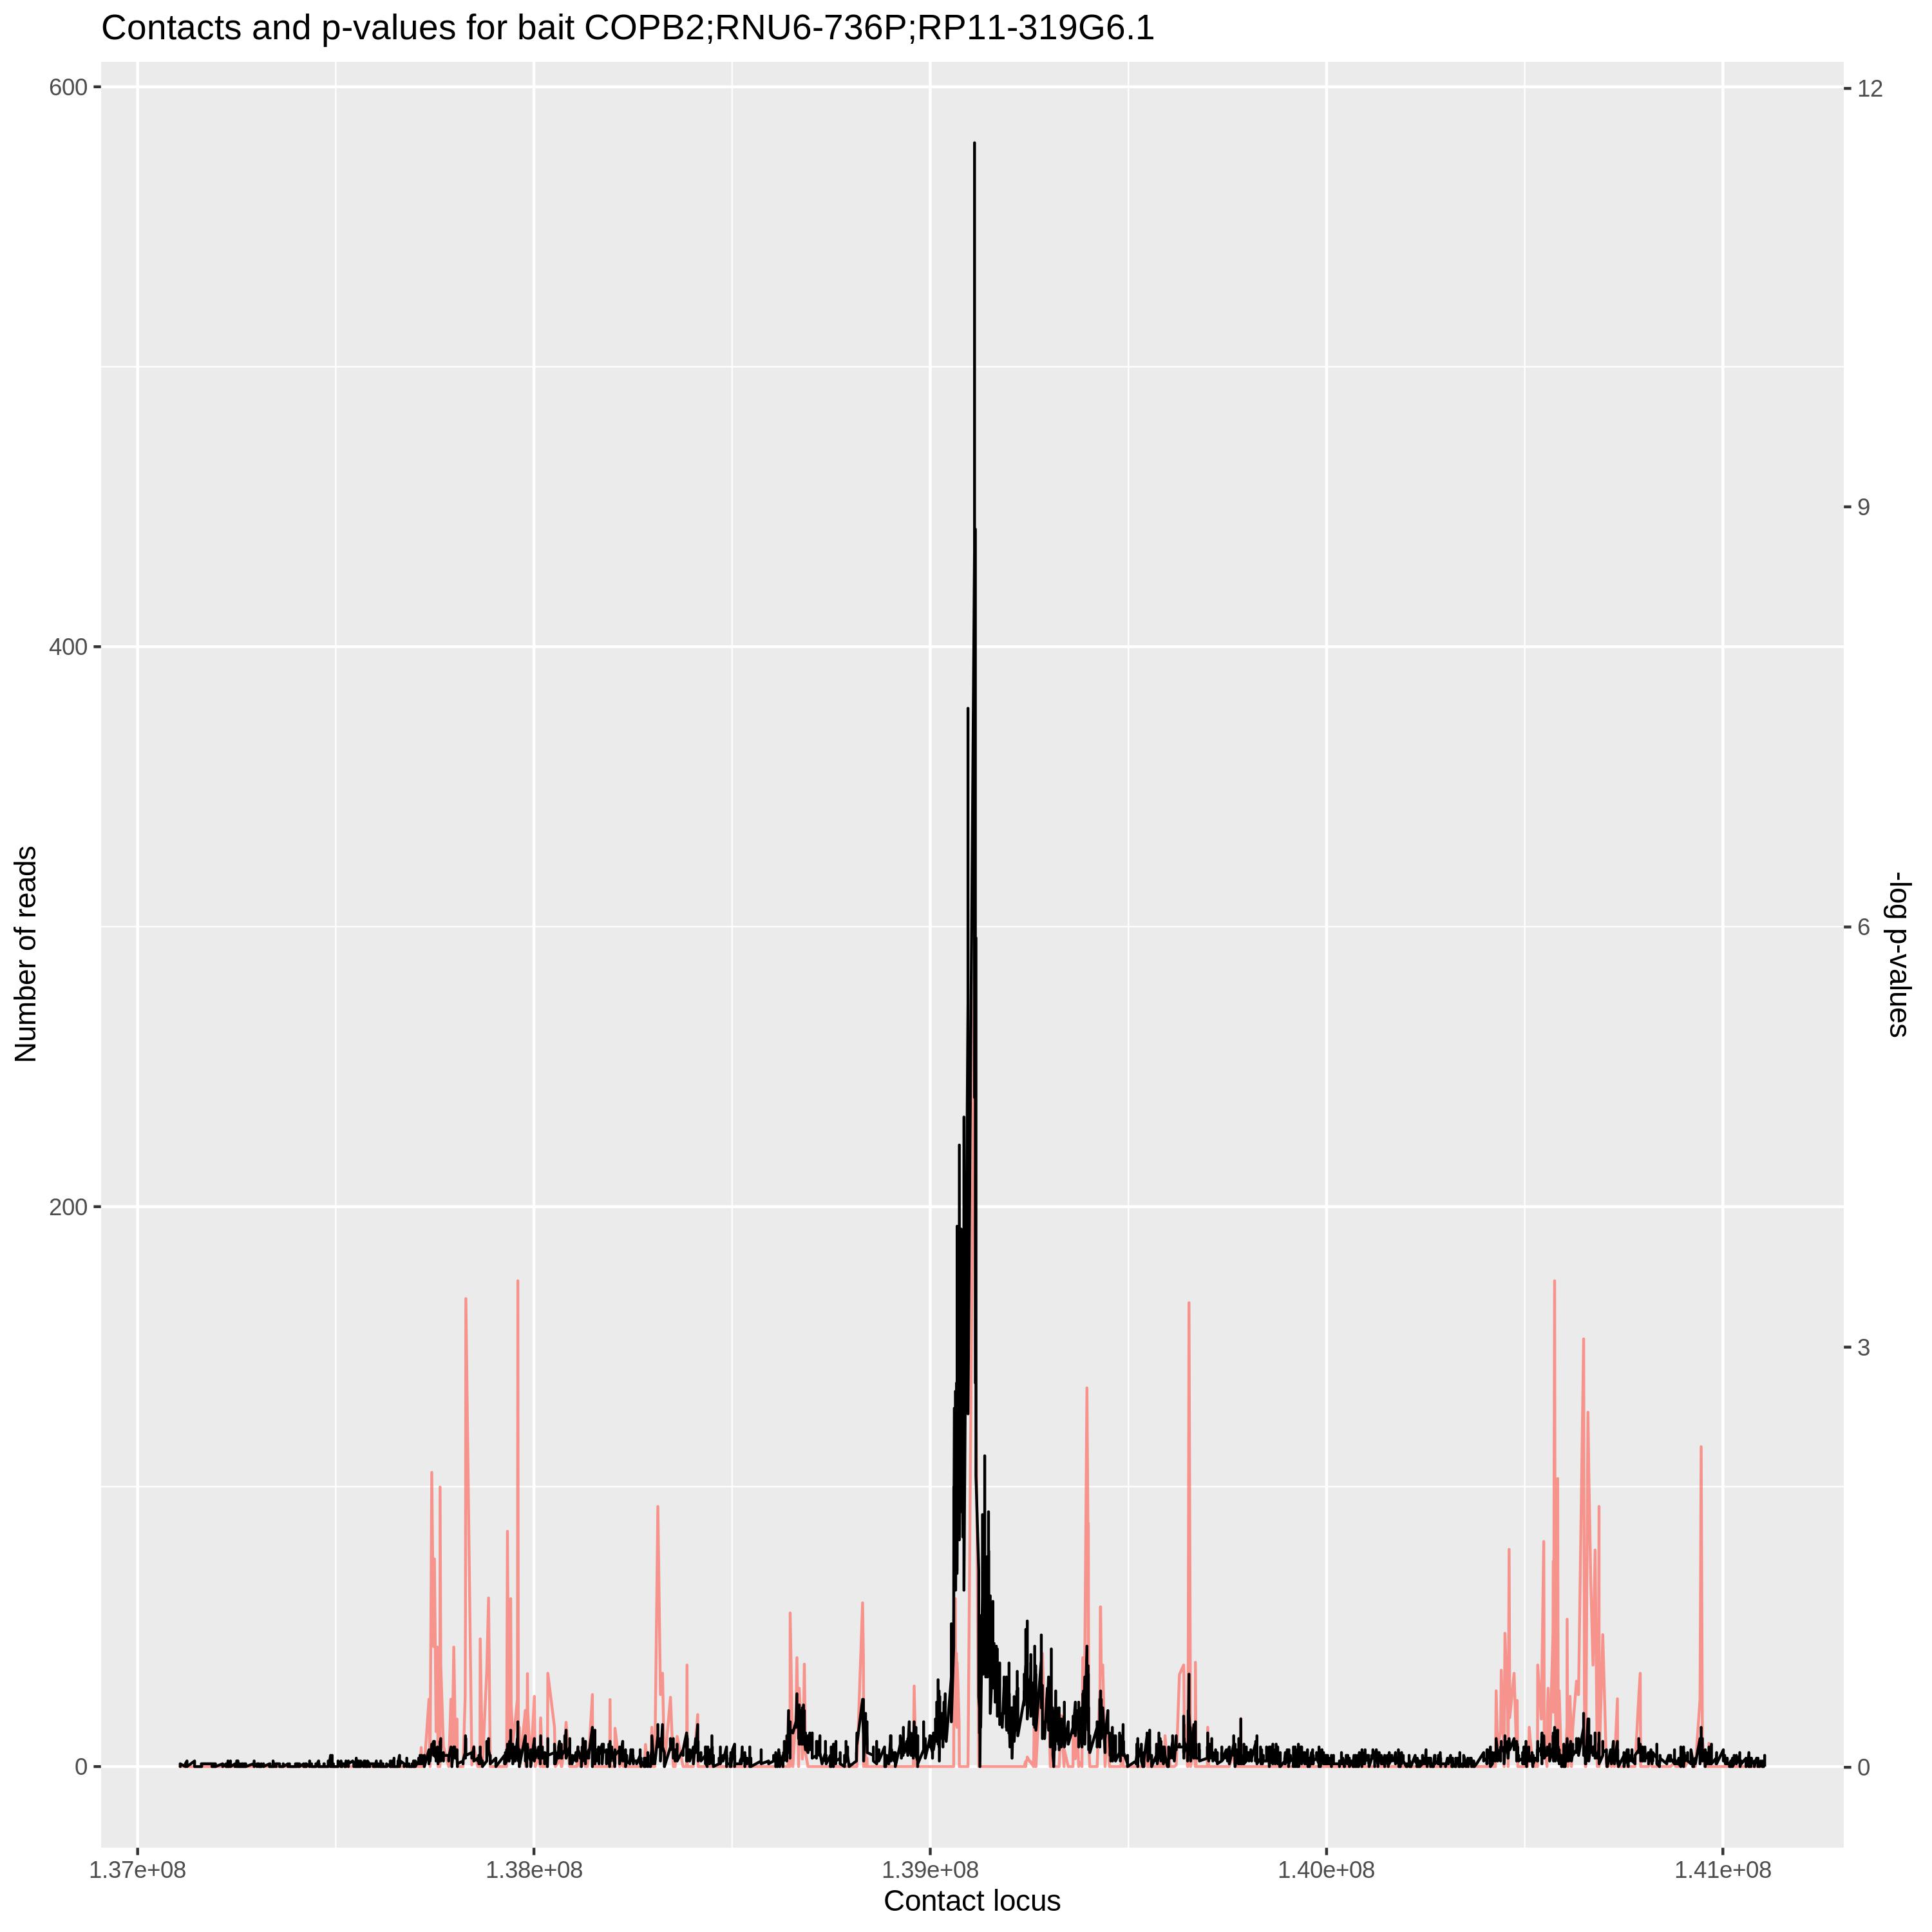 Contacts and p-values for bait COPB2;RNU6-736P;RP11-319G6.1
600
400
200
0
Number of reads
12
9
6
3
0
-log p-values
1.37e+08 1.38e+08 1.39e+08 1.40e+08 1.41e+08
Contact locus